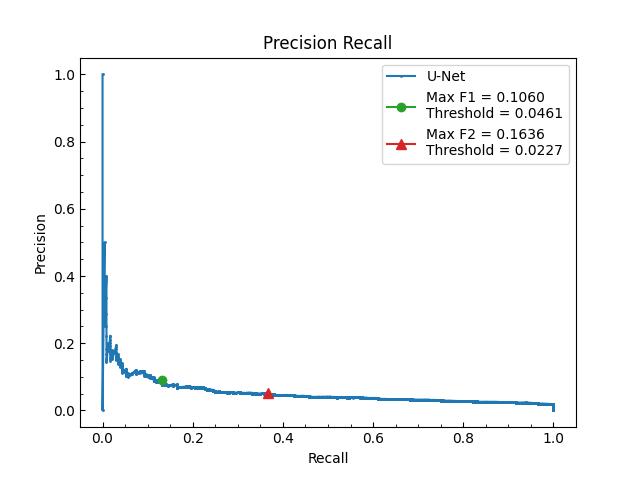 Precision Recall
U-Net
Max F1 = 0.1060
Threshold = 0.0461
Max F2 = 0.1636
Threshold = 0.0227
Precision
1.0
0.8
0.6
0.4
0.2
0.0
0.0 0.2 0.4 0.6 0.8 1.0
Recall